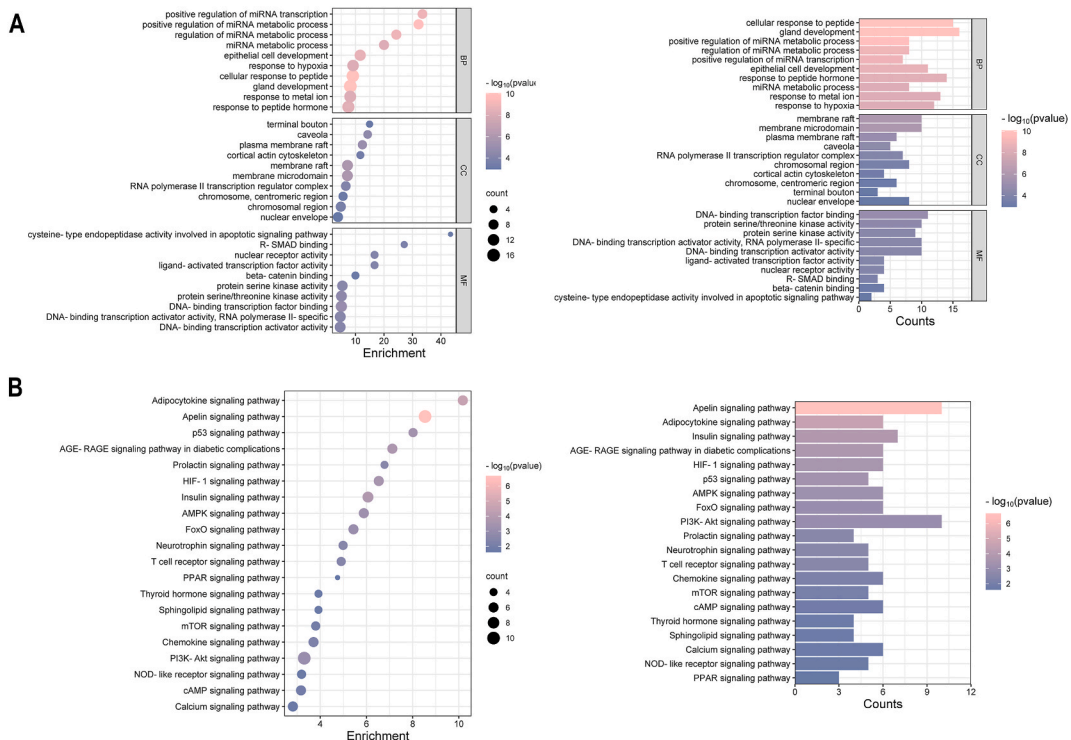 A
positive regulation of miRNA transcription
positive regulation of miRNA metabolic process
regulation of miRNA metabolic process
miRNA metabolic process
epithelial cell development
response to hypoxia
cellular response to peptide
gland development
response to metal ion
response to peptide hormone
BP
terminal bouton
caveola
plasma membrane raft
cortical actin cytoskeleton
membrane raft
membrane microdomain
RNA polymerase II transcription regulator complex
chromosome, centromeric region
chromosomal region
nuclear envelope
CC
cysteine- type endopeptidase activity involved in apoptotic signaling pathway
R- SMAD binding
nuclear receptor activity
ligand- activated transcription factor activity
beta- catenin binding
protein serine kinase activity
protein serine/threonine kinase activity
DNA- binding transcription factor binding
DNA- binding transcription activator activity, RNA polymerase II- specific
DNA- binding transcription activator activity
MF
10 20 30 40
Enrichment
- log10(pvalue)
10
8
6
4
count
4
8
12
16
cellular response to peptide
gland development
positive regulation of miRNA metabolic process
regulation of miRNA metabolic process
positive regulation of miRNA transcription
epithelial cell development
response to peptide hormone
miRNA metabolic process
response to metal ion
response to hypoxia
BP
membrane raft
membrane microdomain
plasma membrane raft
caveola
RNA polymerase II transcription regulator complex
chromosomal region
cortical actin cytoskeleton
chromosome, centromeric region
terminal bouton
nuclear envelope
CC
DNA- binding transcription factor binding
protein serine/threonine kinase activity
protein serine kinase activity
DNA- binding transcription activator activity, RNA polymerase II- specific
DNA- binding transcription activator activity
ligand- activated transcription factor activity
nuclear receptor activity
R- SMAD binding
beta- catenin binding
cysteine- type endopeptidase activity involved in apoptotic signaling pathway
MF
0 5 10 15
Counts
- log10(pvalue)
10
8
6
4
B
Adipocytokine signaling pathway
Apelin signaling pathway
p53 signaling pathway
AGE- RAGE signaling pathway in diabetic complications
Prolactin signaling pathway
HIF- 1 signaling pathway
Insulin signaling pathway
AMPK signaling pathway
FoxO signaling pathway
Neurotrophin signaling pathway
T cell receptor signaling pathway
PPAR signaling pathway
Thyroid hormone signaling pathway
Sphingolipid signaling pathway
mTOR signaling pathway
Chemokine signaling pathway
PI3K- Akt signaling pathway
NOD- like receptor signaling pathway
cAMP signaling pathway
Calcium signaling pathway
4 6 8 10
Enrichment
- log10(pvalue)
6
5
4
3
2
count
4
6
8
10
Apelin signaling pathway
Adipocytokine signaling pathway
Insulin signaling pathway
AGE- RAGE signaling pathway in diabetic complications
HIF- 1 signaling pathway
p53 signaling pathway
AMPK signaling pathway
FoxO signaling pathway
PI3K- Akt signaling pathway
Prolactin signaling pathway
Neurotrophin signaling pathway
T cell receptor signaling pathway
Chemokine signaling pathway
mTOR signaling pathway
cAMP signaling pathway
Thyroid hormone signaling pathway
Sphingolipid signaling pathway
Calcium signaling pathway
NOD- like receptor signaling pathway
PPAR signaling pathway
0 3 6 9 12
Counts
- log10(pvalue)
6
5
4
3
2